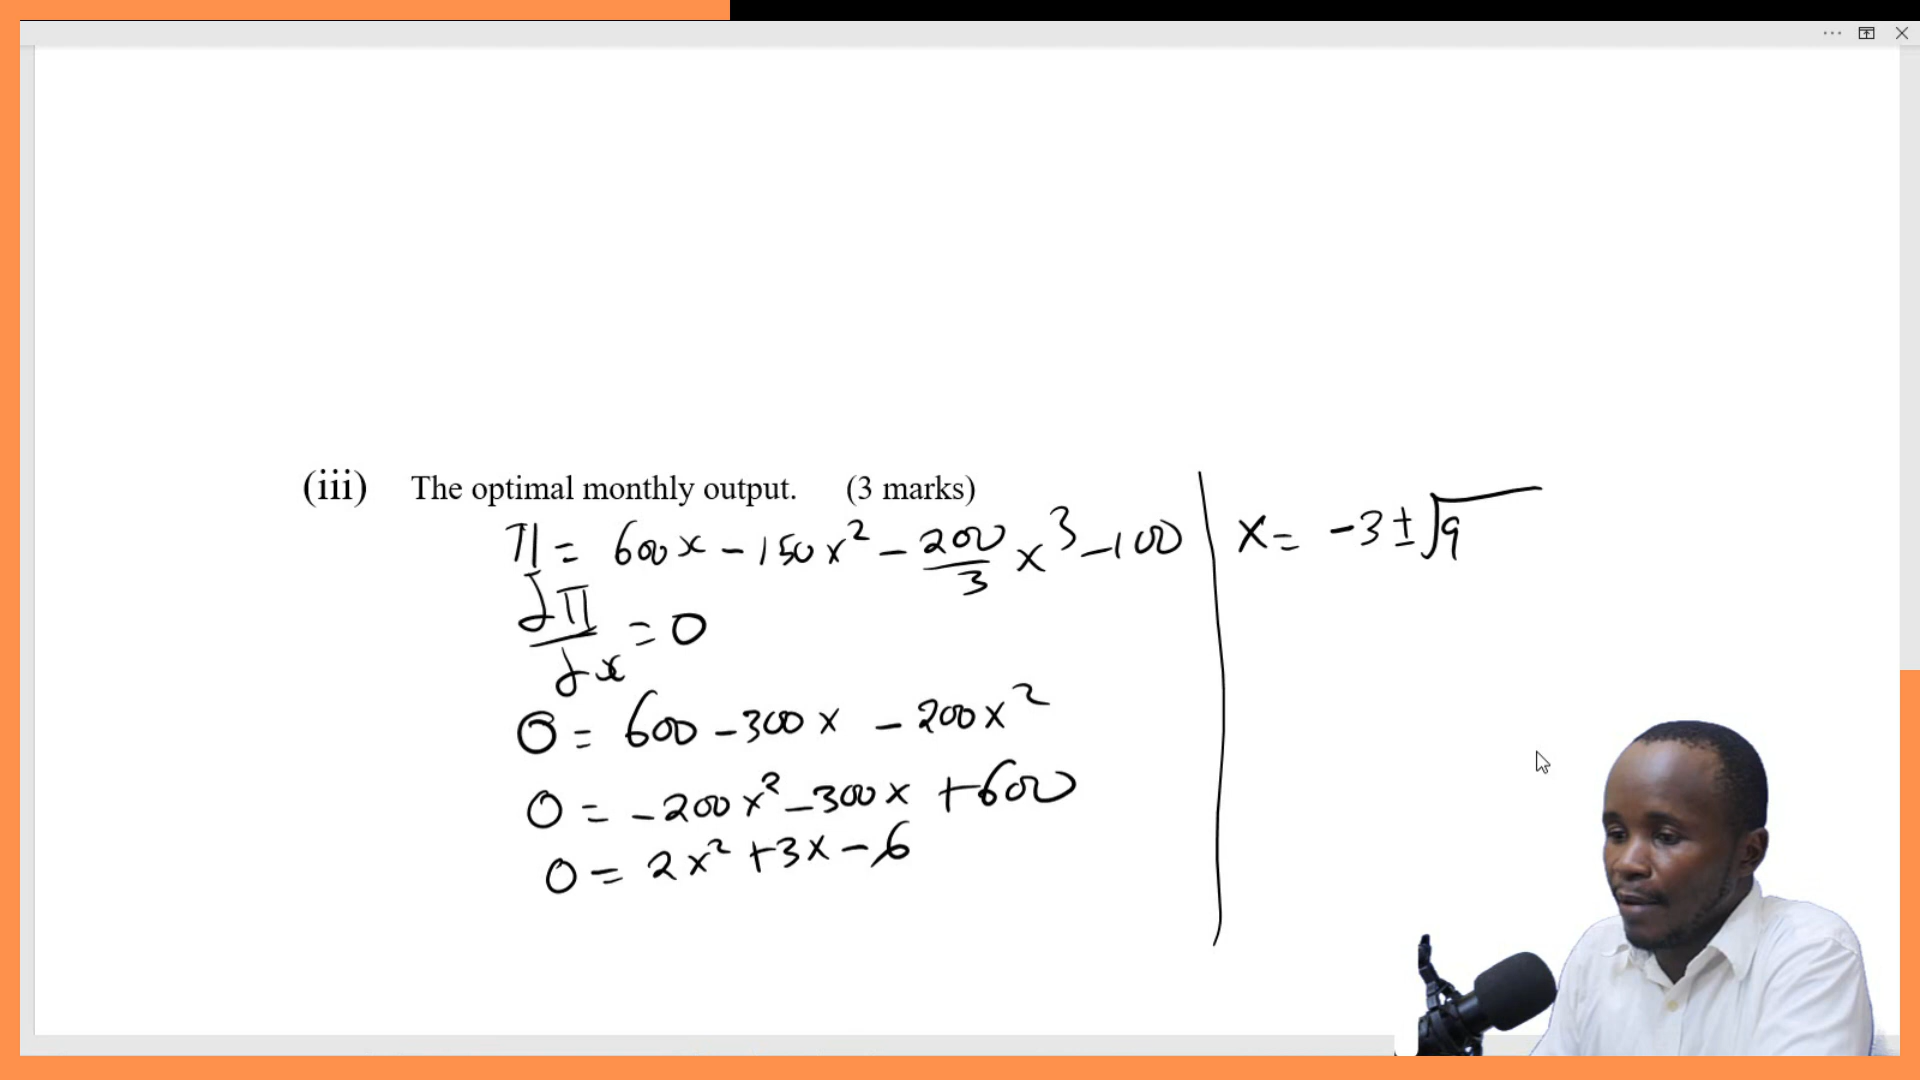 (iii) The optimal monthly output. (3 marks)
π = 600x - 150x² - 200/3 x³ - 100
dπ/dx = 0
0 = 600 - 300x - 200x²
0 = -200x² - 300x + 600
0 = 2x² + 3x - 6
x = -3 ± √9